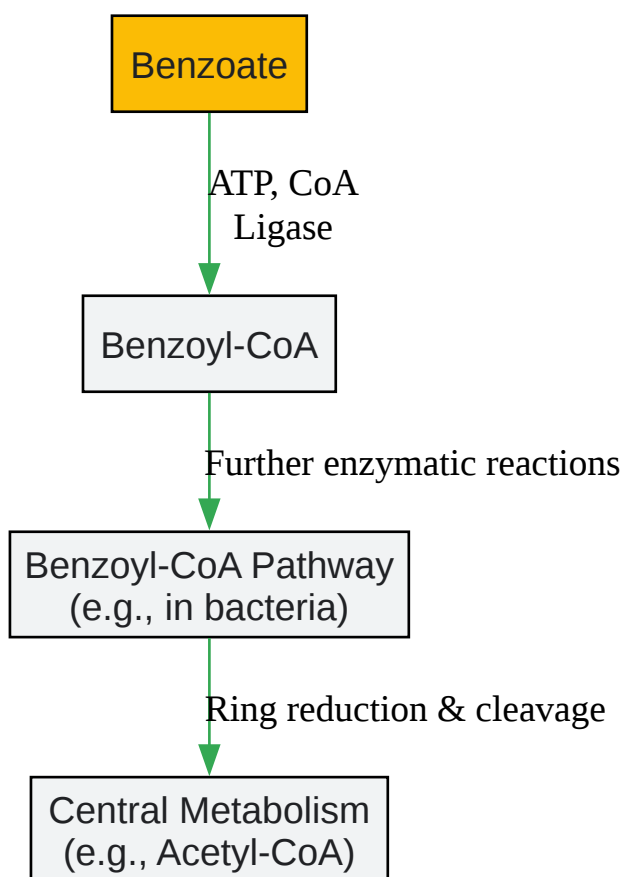 Benzoate
ATP, CoA
Ligase
Benzoyl-CoA
Further enzymatic reactions
Benzoyl-CoA Pathway
(e.g., in bacteria)
Ring reduction & cleavage
Central Metabolism
(e.g., Acetyl-CoA)